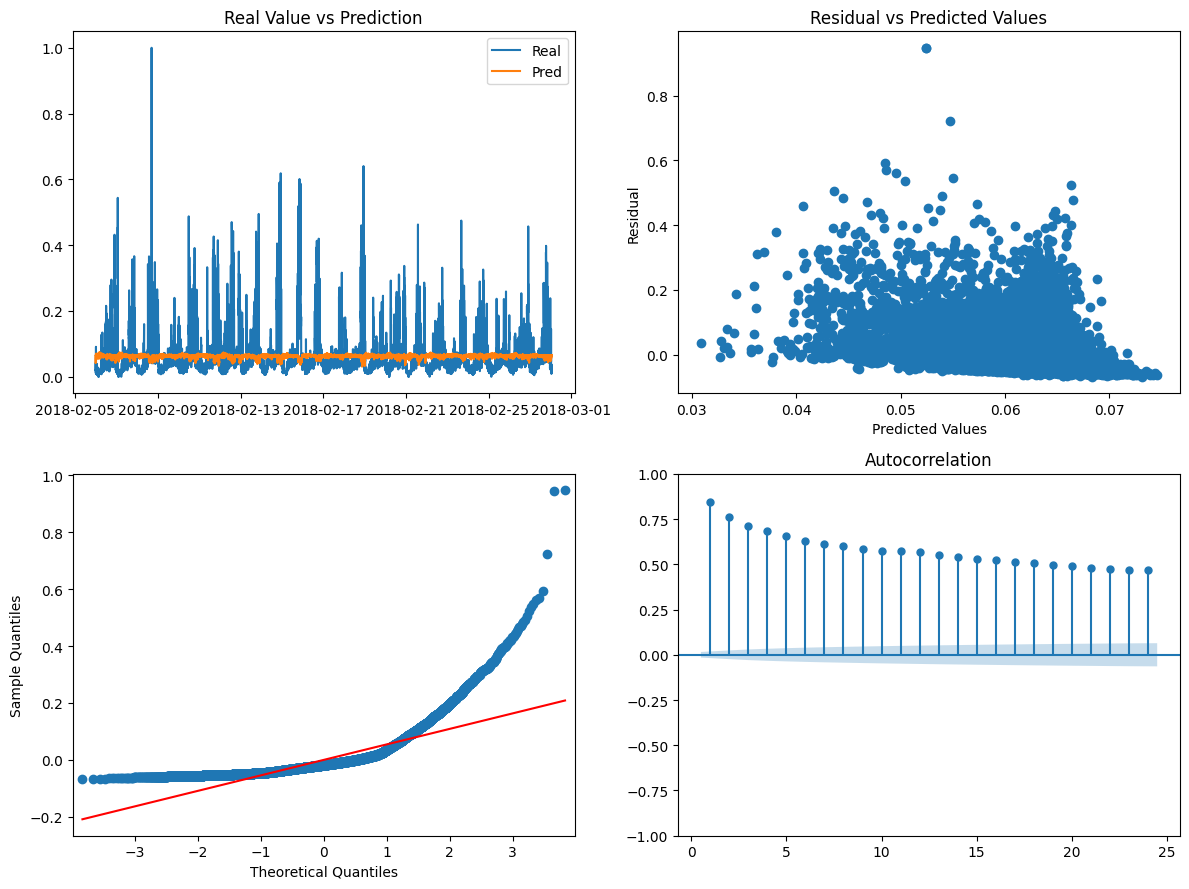 Real Value vs Prediction
1.0
0.8
0.6
0.4
0.2
0.0
Real
Pred
2018-02-05 2018-02-09 2018-02-13 2018-02-17 2018-02-21 2018-02-25 2018-03-01
Residual vs Predicted Values
Residual
0.8
0.6
0.4
0.2
0.0
0.03 0.04 0.05 0.06 0.07
Predicted Values
Sample Quantiles
1.0
0.8
0.6
0.4
0.2
0.0
−0.2
−3 −2 −1 0 1 2 3
Theoretical Quantiles
Autocorrelation
1.00
0.75
0.50
0.25
0.00
−0.25
−0.50
−0.75
−1.00
0 5 10 15 20 25